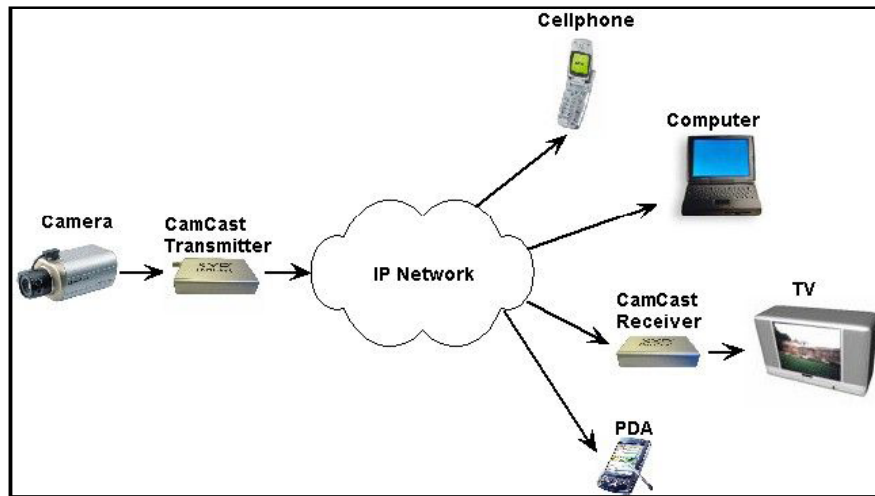 Cellphone
Computer
Camera
CamCast
Transmitter
IP Network
CamCast
Receiver
TV
PDA